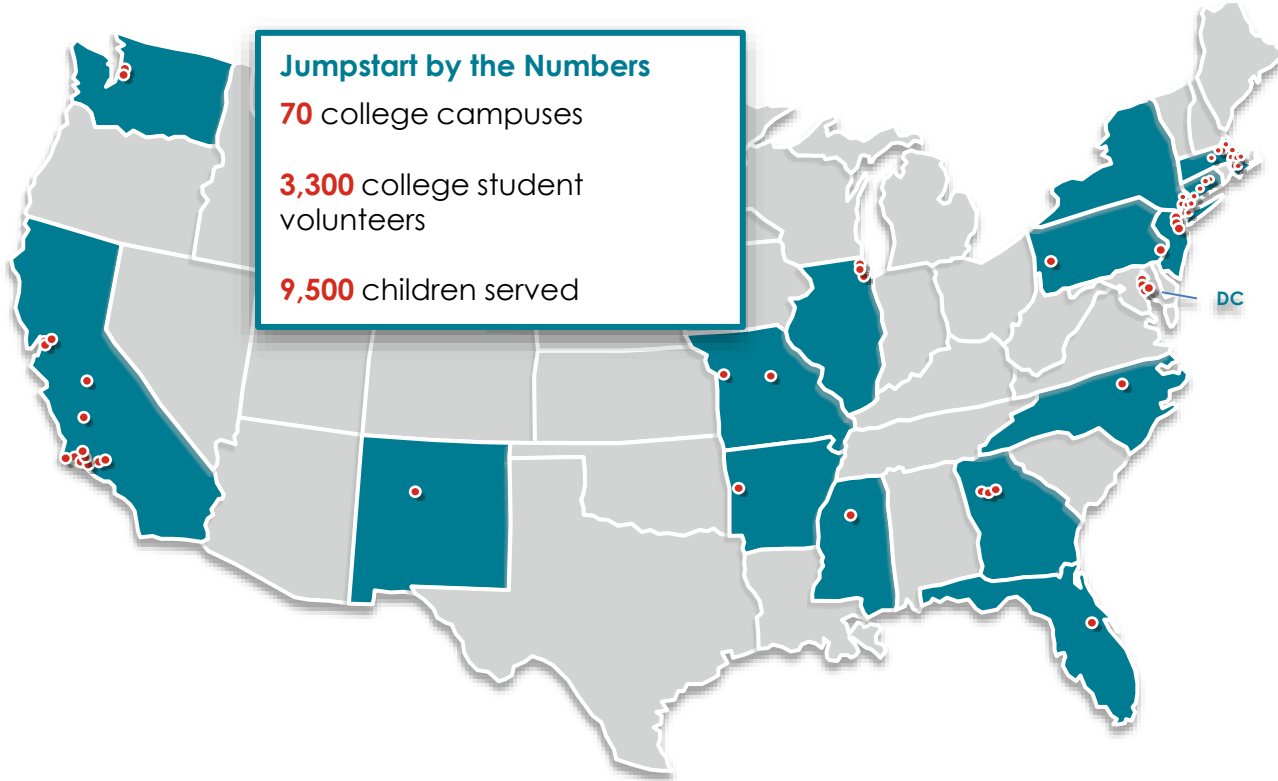 Jumpstart by the Numbers
70 college campuses
3,300 college student
volunteers
9,500 children served
DC